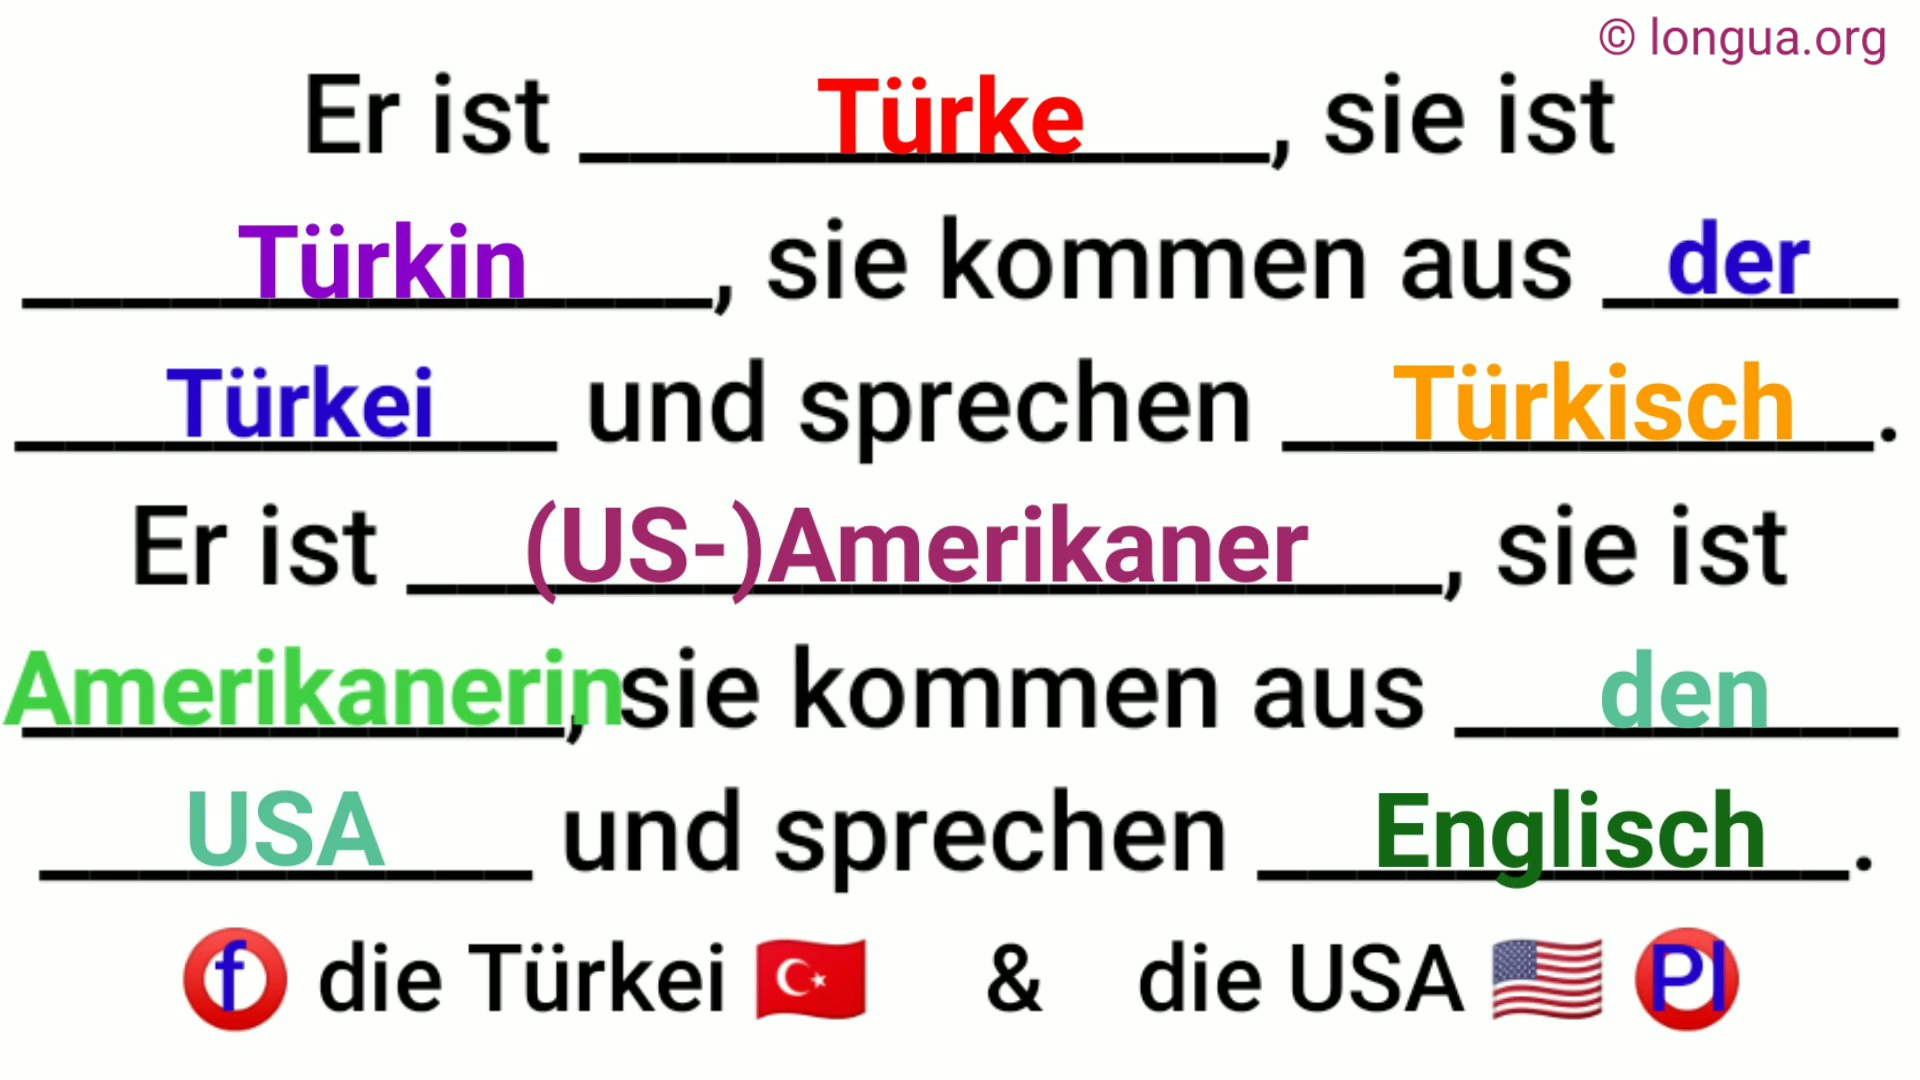 © longua.org
Er ist Türke, sie ist
Türkin, sie kommen aus der
Türkei und sprechen Türkisch.
Er ist (US-)Amerikaner, sie ist
Amerikanerin, sie kommen aus den
USA und sprechen Englisch.
f die Türkei & die USA Pl